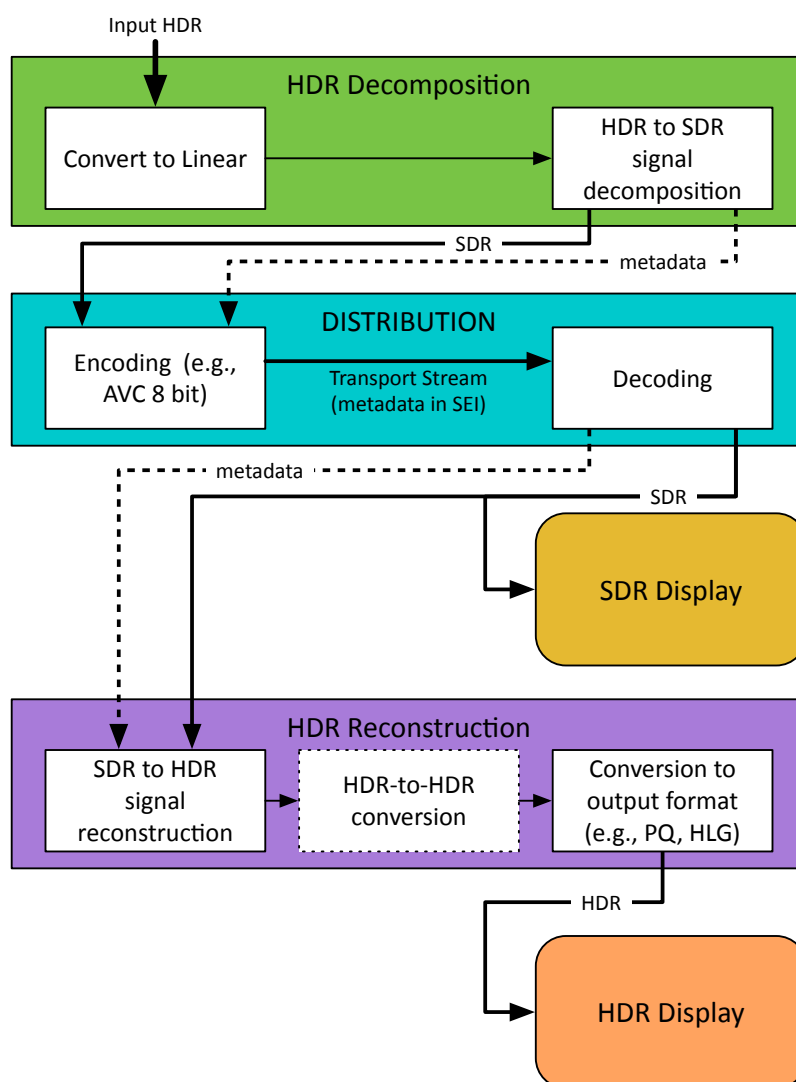 Input HDR
HDR Decomposition
Convert to Linear
HDR to SDR
signal
decomposition
SDR
metadata
DISTRIBUTION
Encoding (e.g.,
AVC 8 bit)
Transport Stream
(metadata in SEI)
Decoding
metadata
SDR
SDR Display
HDR Reconstruction
SDR to HDR
signal
reconstruction
HDR-to-HDR
conversion
Conversion to
output format
(e.g., PQ, HLG)
HDR
HDR Display